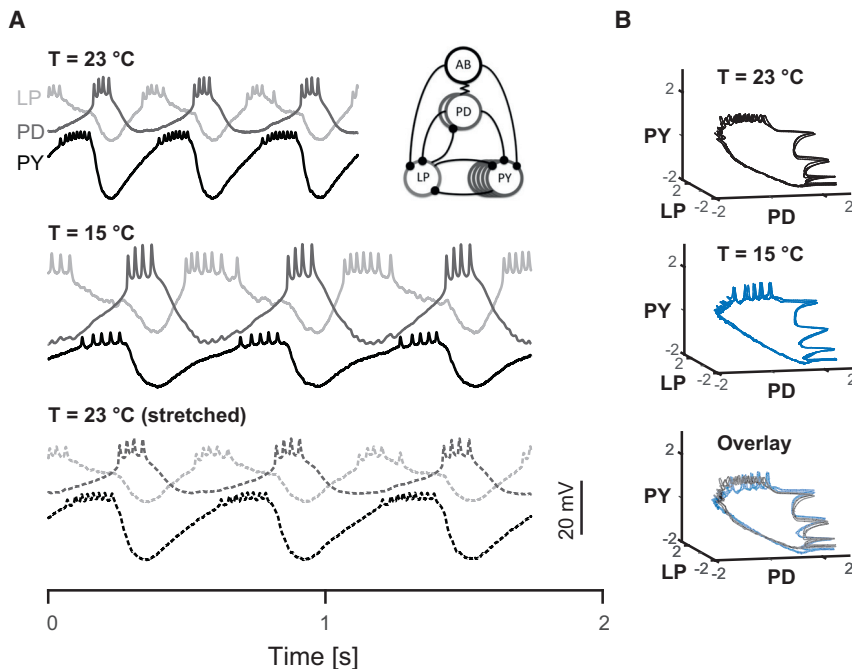 A
T = 23 °C
LP
PD
PY
AB
PD
LP
PY
T = 15 °C
T = 23 °C (stretched)
20 mV
0
1
2
Time [s]
B
T = 23 °C
2
PY
-2
2
LP
-2
-2
PD
2
T = 15 °C
2
PY
-2
2
LP
-2
-2
PD
2
Overlay
2
PY
-2
2
LP
-2
-2
PD
2